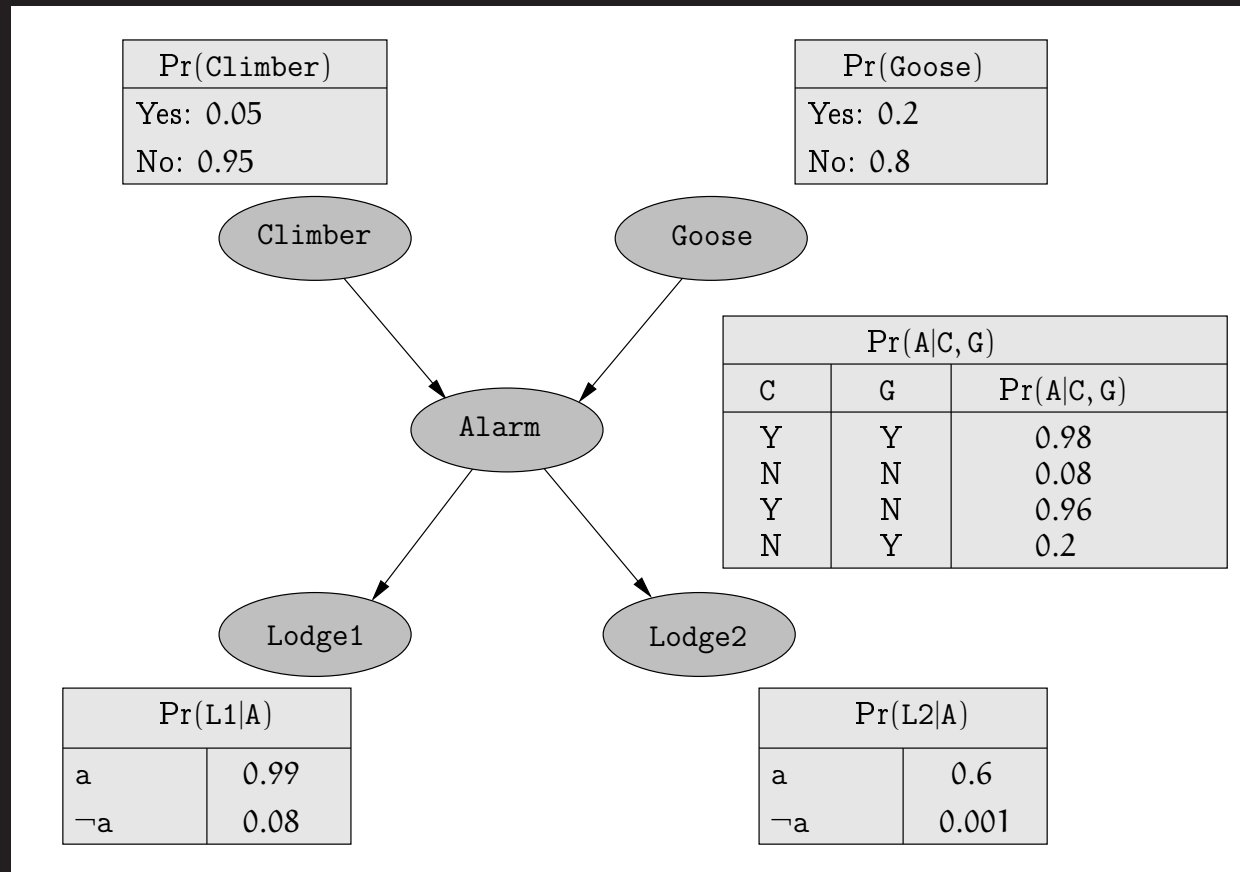 Pr(Climber)
Yes: 0.05
No: 0.95
Pr(Goose)
Yes: 0.2
No: 0.8
Climber
Goose
Pr(A|C, G)
C G Pr(A|C, G)
Y Y 0.98
N N 0.08
Y N 0.96
N Y 0.2
Alarm
Lodge1
Lodge2
Pr(L1|A)
a 0.99
¬a 0.08
Pr(L2|A)
a 0.6
¬a 0.001